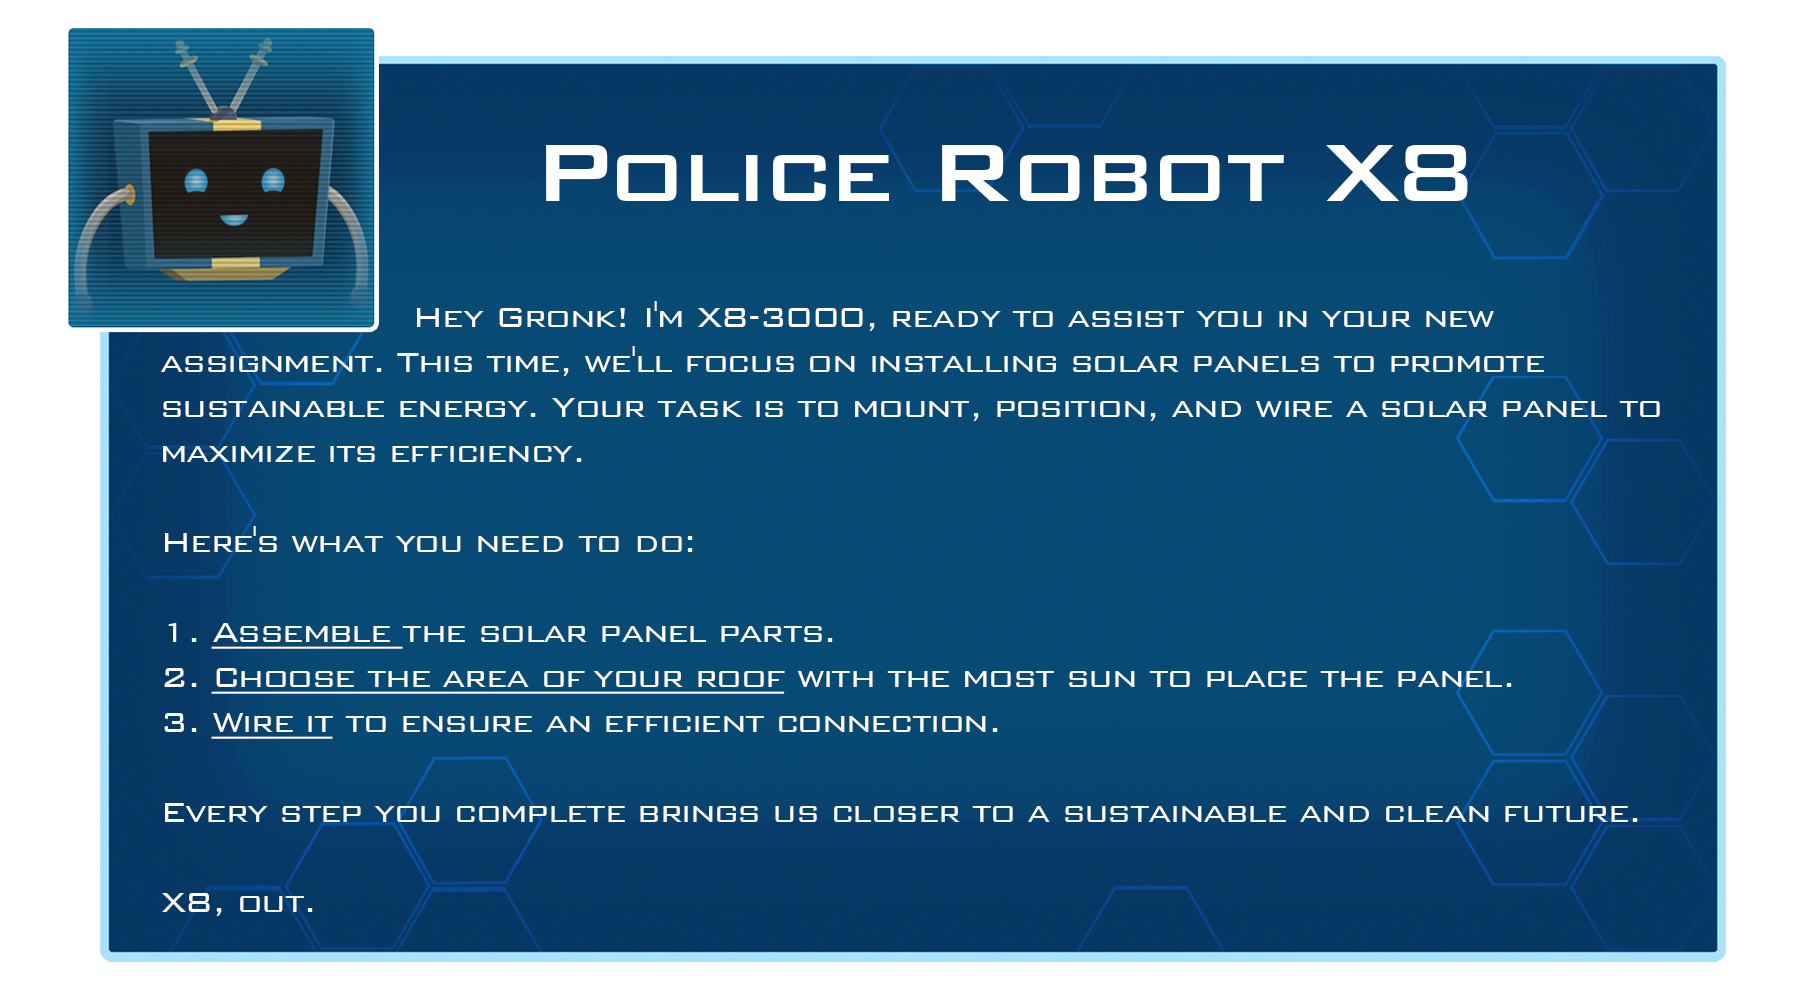 Police Robot X8
Hey Gronk! I'm X8-3000, ready to assist you in your new
assignment. This time, we'll focus on installing solar panels to promote
sustainable energy. Your task is to mount, position, and wire a solar panel to
maximize its efficiency.
Here's what you need to do:
1. Assemble the solar panel parts.
2. Choose the area of your roof with the most sun to place the panel.
3. Wire it to ensure an efficient connection.
Every step you complete brings us closer to a sustainable and clean future.
X8, out.